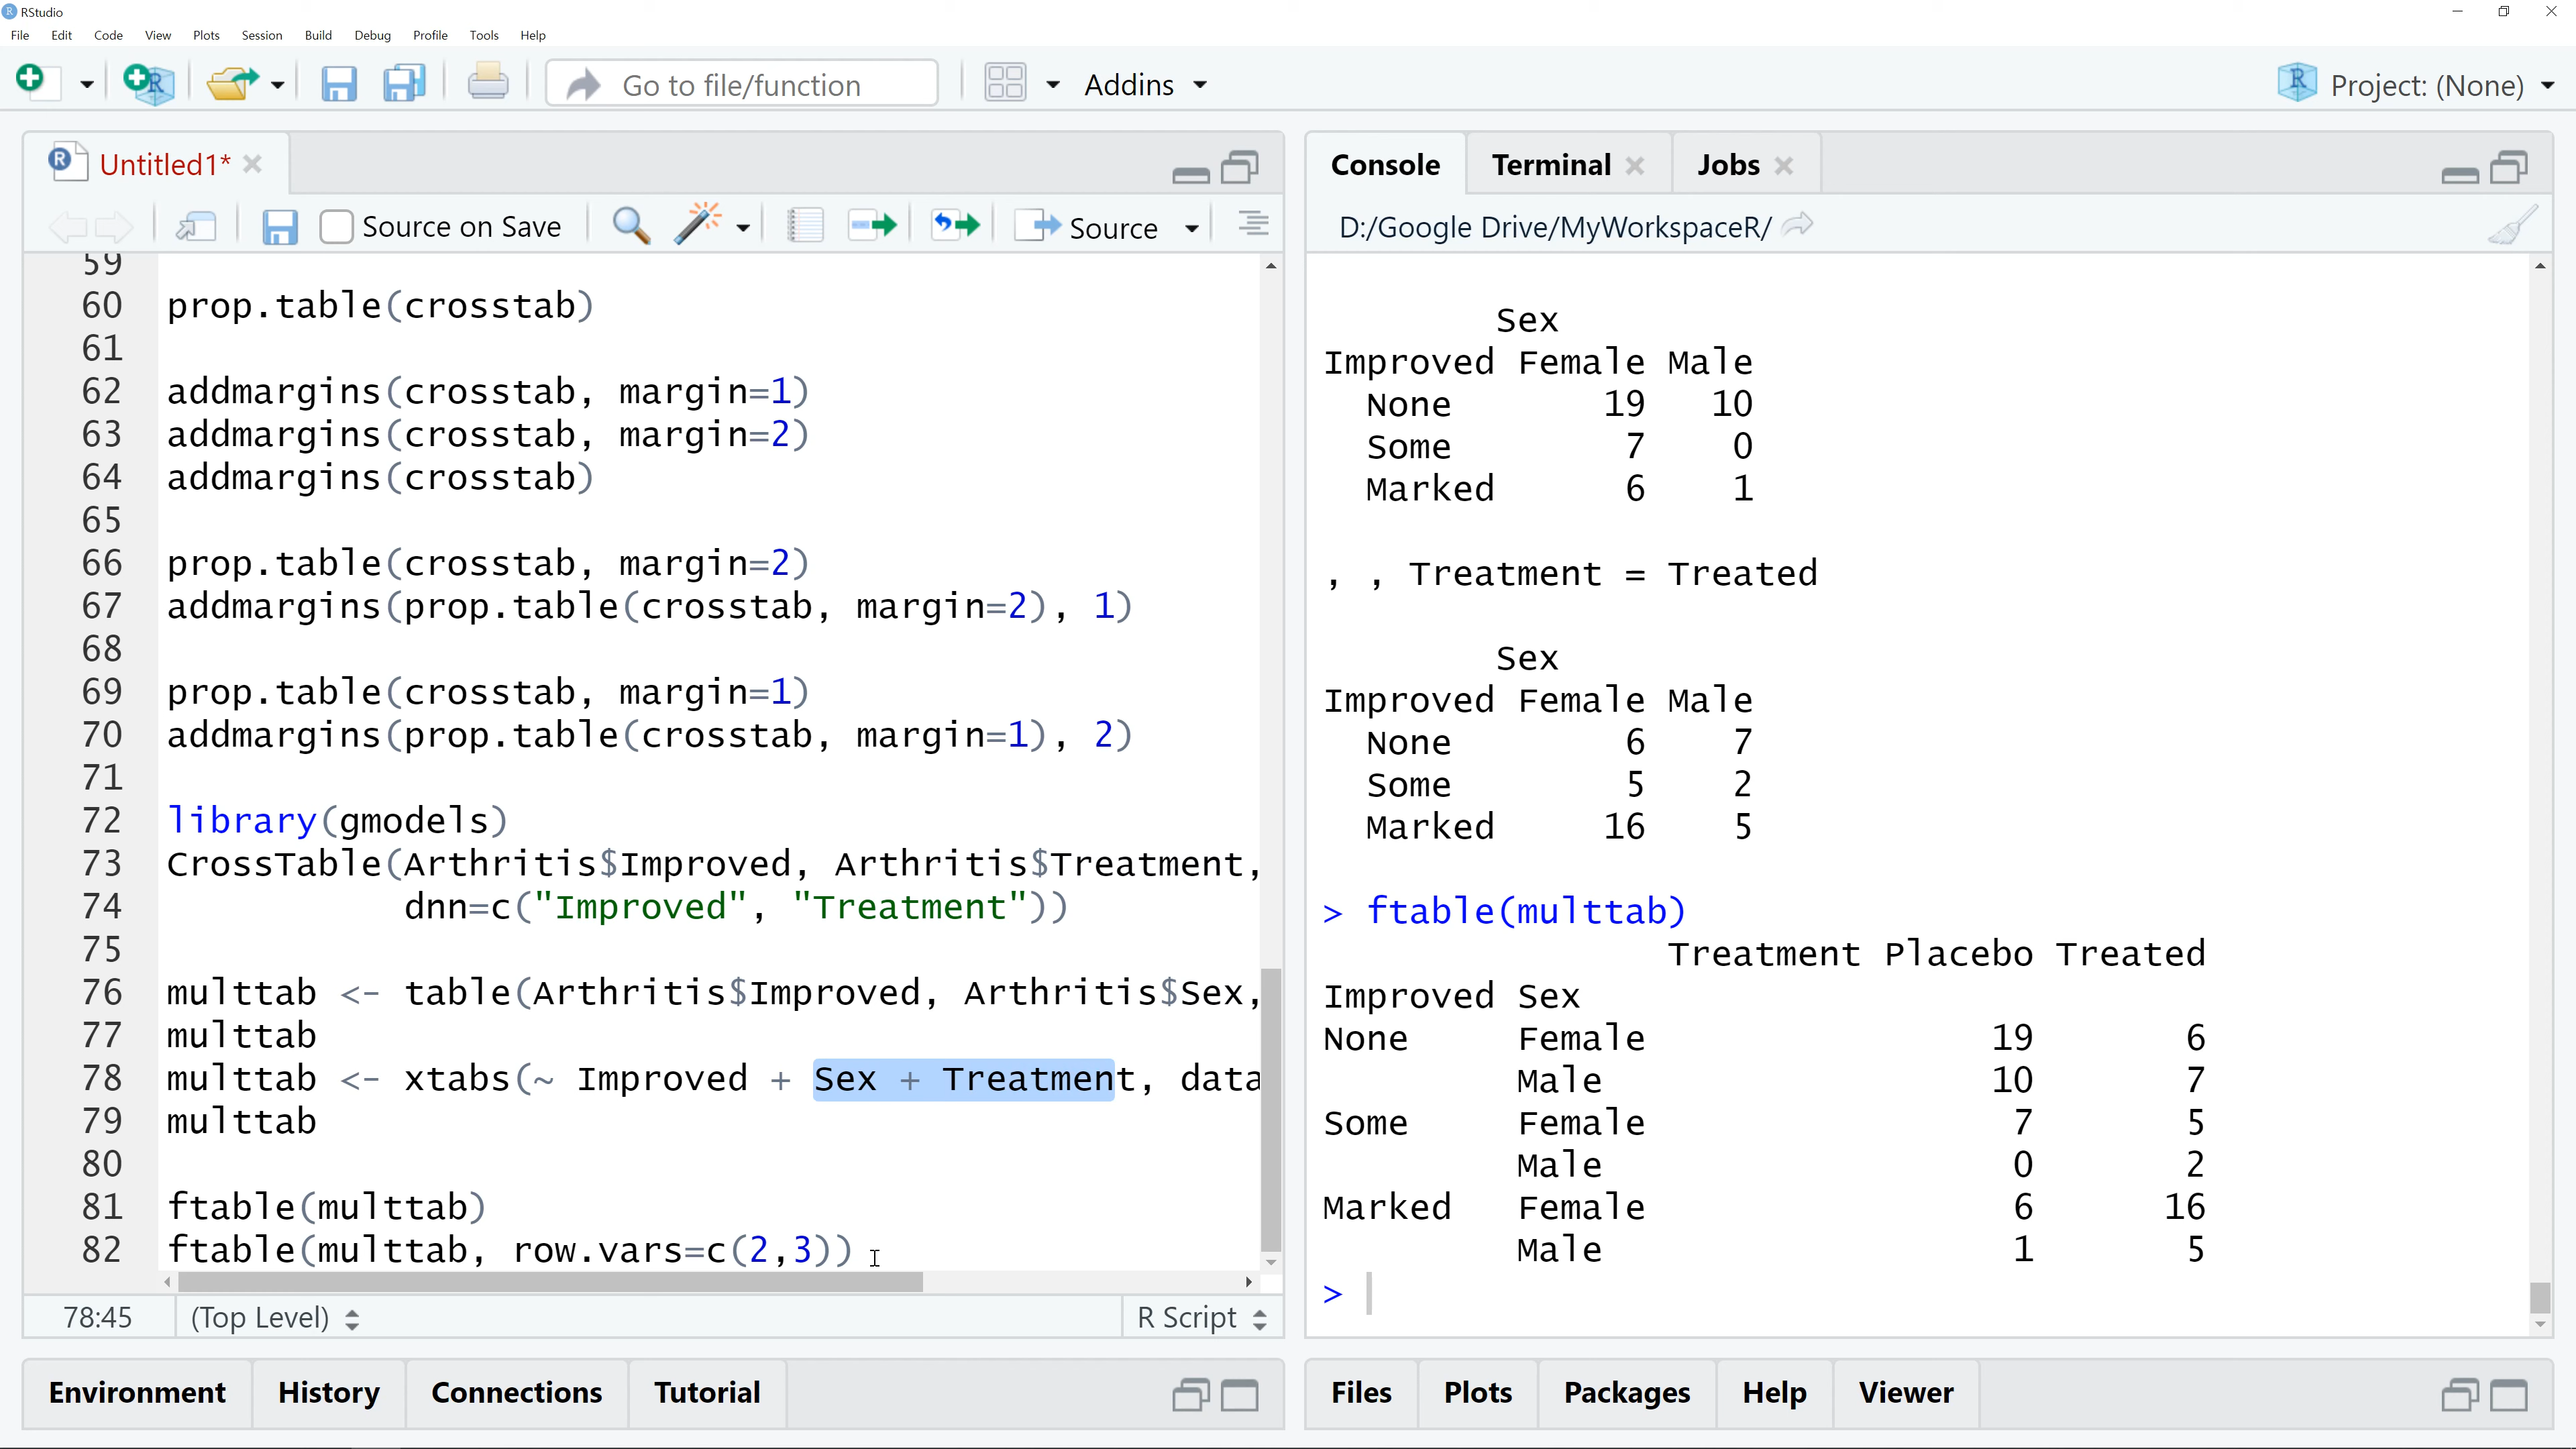 RStudio
File Edit Code View Plots Session Build Debug Profile Tools Help
Go to file/function Addins Project: (None)
Untitled1*
Source on Save Source
59
60 prop.table(crosstab)
61
62 addmargins(crosstab, margin=1)
63 addmargins(crosstab, margin=2)
64 addmargins(crosstab)
65
66 prop.table(crosstab, margin=2)
67 addmargins(prop.table(crosstab, margin=2), 1)
68
69 prop.table(crosstab, margin=1)
70 addmargins(prop.table(crosstab, margin=1), 2)
71
72 library(gmodels)
73 CrossTable(Arthritis$Improved, Arthritis$Treatment,
74 dnn=c("Improved", "Treatment"))
75
76 multtab <- table(Arthritis$Improved, Arthritis$Sex,
77 multtab
78 multtab <- xtabs(~ Improved + Sex + Treatment, data
79 multtab
80
81 ftable(multtab)
82 ftable(multtab, row.vars=c(2,3))
78:45 (Top Level) R Script
Environment History Connections Tutorial
Console Terminal Jobs
D:/Google Drive/MyWorkspaceR/
Sex
Improved Female Male
None 19 10
Some 7 0
Marked 6 1
, , Treatment = Treated
Sex
Improved Female Male
None 6 7
Some 5 2
Marked 16 5
> ftable(multtab)
Treatment Placebo Treated
Improved Sex
None Female 19 6
Male 10 7
Some Female 7 5
Male 0 2
Marked Female 6 16
Male 1 5
>
Files Plots Packages Help Viewer